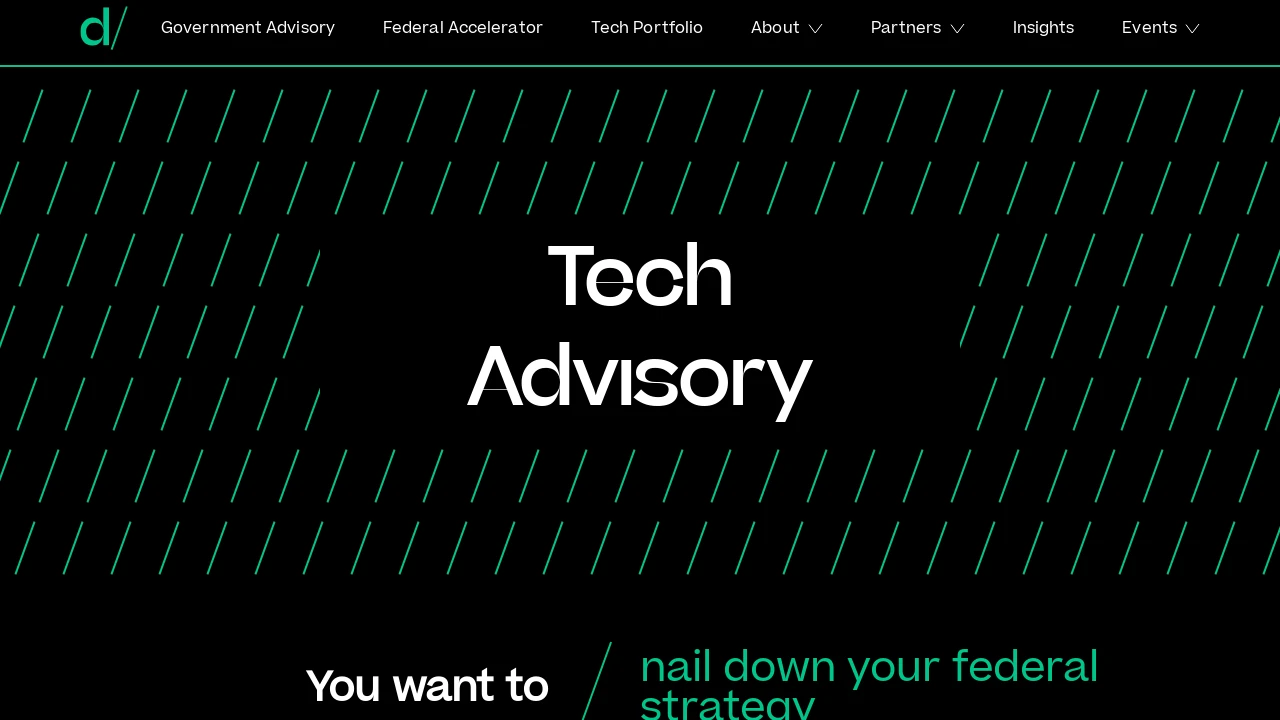 d/
Government Advisory
Federal Accelerator
Tech Portfolio
About
Partners
Insights
Events
Tech
Advisory
You want to
nail down your federal
strategy